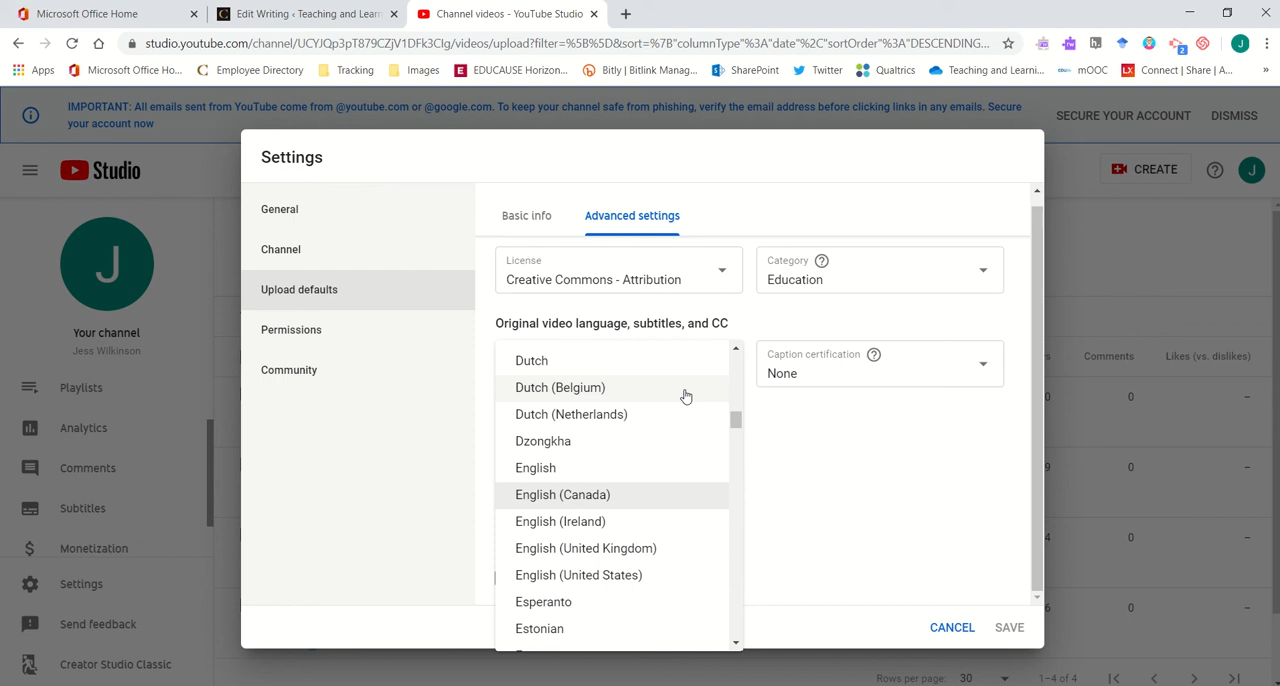 Microsoft Office Home
Edit Writing ‹ Teaching and Learn
Channel videos - YouTube Studio
studio.youtube.com/channel/UCYJQp3pT879CZjV1DFk3CIg/videos/upload?filter=%5B%5D&sort=%7B"columnType"%3A"date"%2C"sortOrder"%3A"DESCENDING...
2
J
Apps
Microsoft Office Ho...
Employee Directory
Tracking
Images
EDUCAUSE Horizon...
Bitly | Bitlink Manag...
SharePoint
Twitter
Qualtrics
Teaching and Learni...
mOOC
Connect | Share | A...
»
IMPORTANT: All emails sent from YouTube come from @youtube.com or @google.com. To keep your channel safe from phishing, verify the email address before clicking links in any emails. Secure
your account now
SECURE YOUR ACCOUNT
DISMISS
Studio
CREATE
J
J
Your channel
Jess Wilkinson
Playlists
Analytics
Comments
Subtitles
Monetization
Settings
Send feedback
Creator Studio Classic
Settings
General
Channel
Upload defaults
Permissions
Community
Basic info
Advanced settings
License
Creative Commons - Attribution
Category
Education
Original video language, subtitles, and CC
Dutch
Dutch (Belgium)
Dutch (Netherlands)
Dzongkha
English
English (Canada)
English (Ireland)
English (United Kingdom)
English (United States)
Esperanto
Estonian
Caption certification
None
CANCEL
SAVE
Comments
Likes (vs. dislikes)
0
–
0
–
0
–
0
–
Rows per page:
30
1–4 of 4